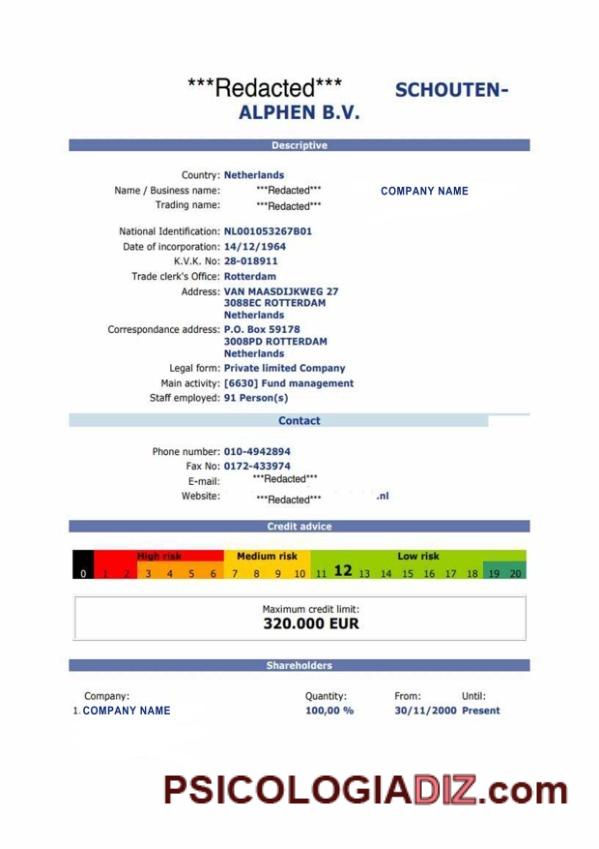 ***Redacted*** SCHOUTEN-
ALPHEN B.V.
Descriptive
Country: Netherlands
Name / Business name: ***Redacted*** COMPANY NAME
Trading name: ***Redacted***
National Identification: NL001053267B01
Date of incorporation: 14/12/1964
K.V.K. No: 28-018911
Trade clerk's Office: Rotterdam
Address: VAN MAASDIJKWEG 27
3088EC ROTTERDAM
Netherlands
Correspondance address: P.O. Box 59178
3008PD ROTTERDAM
Netherlands
Legal form: Private limited Company
Main activity: [6630] Fund management
Staff employed: 91 Person(s)
Contact
Phone number: 010-4942894
Fax No: 0172-433974
E-mail: ***Redacted***
Website: ***Redacted*** .nl
Credit advice
High risk Medium risk Low risk
0 1 2 3 4 5 6 7 8 9 10 11 12 13 14 15 16 17 18 19 20
Maximum credit limit:
320.000 EUR
Shareholders
Company: Quantity: From: Until:
1. COMPANY NAME 100,00 % 30/11/2000 Present
PSICOLOGIADIZ.com